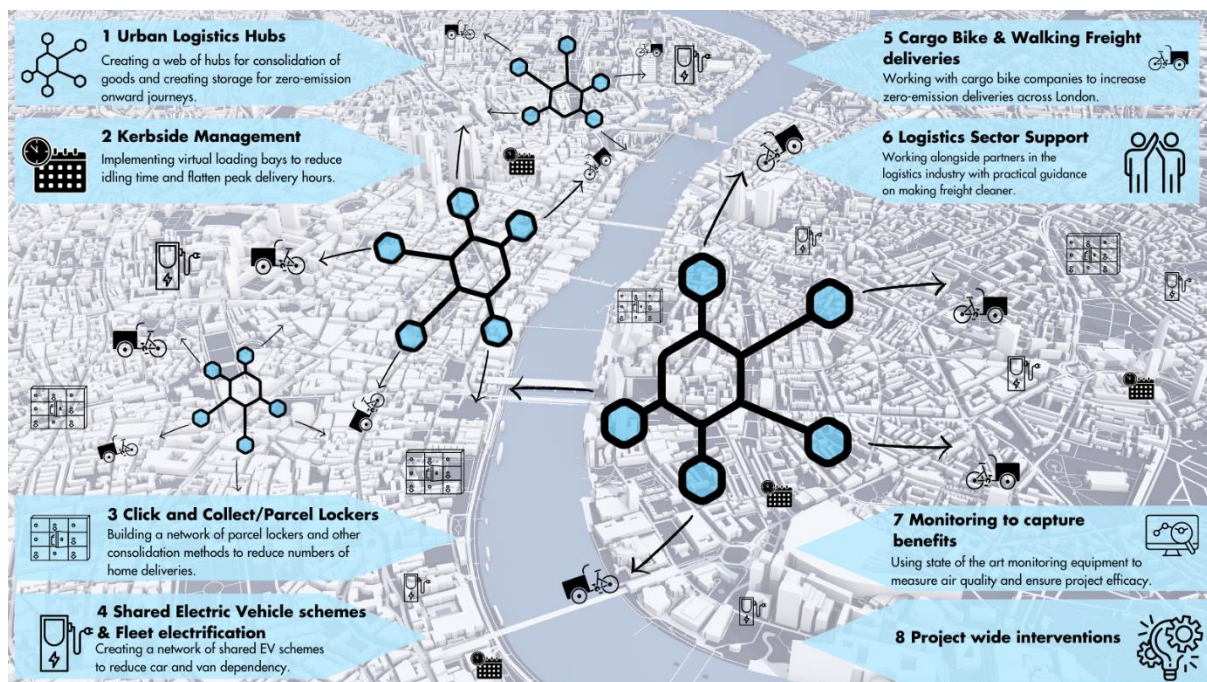 1 Urban Logistics Hubs
Creating a web of hubs for consolidation of
goods and creating storage for zero-emission
onward journeys.
2 Kerbside Management
Implementing virtual loading bays to reduce
idling time and flatten peak delivery hours.
3 Click and Collect/Parcel Lockers
Building a network of parcel lockers and other
consolidation methods to reduce numbers of
home deliveries.
4 Shared Electric Vehicle schemes
& Fleet electrification
Creating a network of shared EV schemes
to reduce car and van dependency.
5 Cargo Bike & Walking Freight
deliveries
Working with cargo bike companies to increase
zero-emission deliveries across London.
6 Logistics Sector Support
Working alongside partners in the
logistics industry with practical guidance
on making freight cleaner.
7 Monitoring to capture
benefits
Using state of the art monitoring equipment to
measure air quality and ensure project efficacy.
8 Project wide interventions